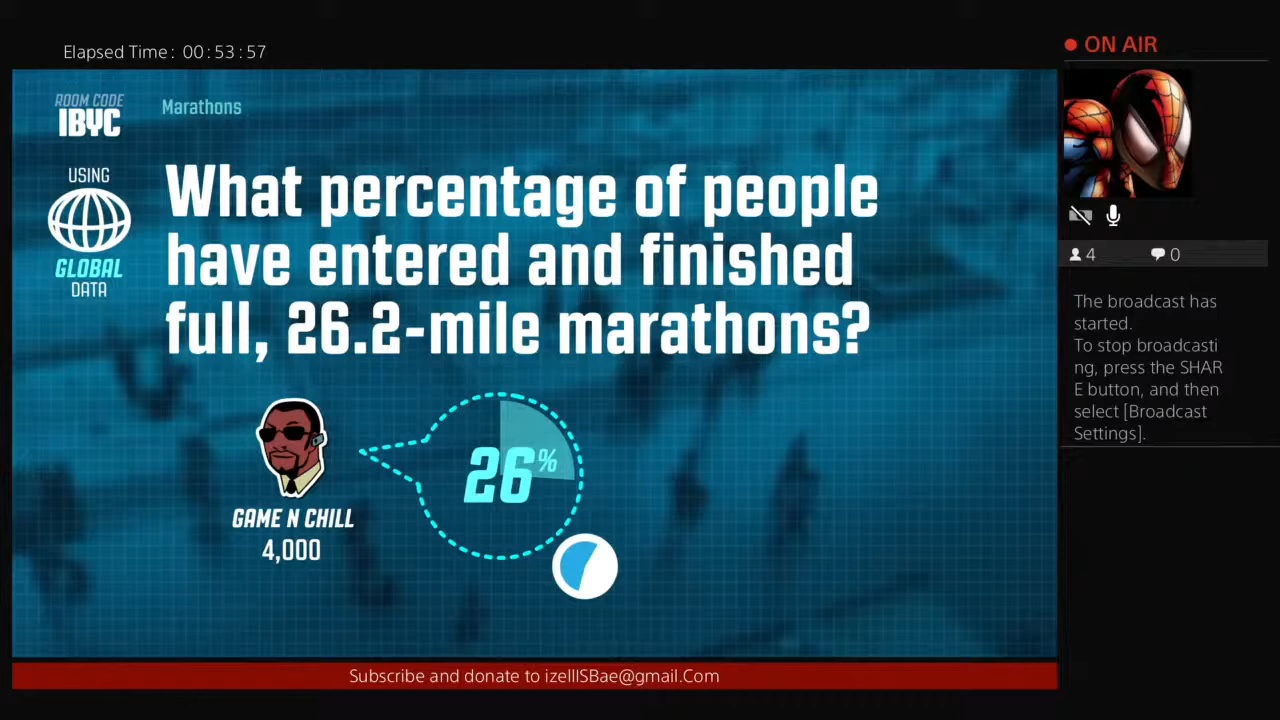 Elapsed Time: 00:53:57
ON AIR
ROOM CODE
IBYC
Marathons
USING
GLOBAL
DATA
What percentage of people
have entered and finished
full, 26.2-mile marathons?
26%
GAME N CHILL
4,000
4
0
The broadcast has
started.
To stop broadcasti
ng, press the SHAR
E button, and then
select [Broadcast
Settings].
Subscribe and donate to izellISBae@gmail.Com